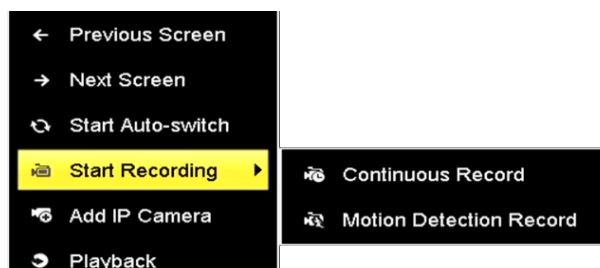 Previous Screen
Next Screen
Start Auto-switch
Start Recording
Continuous Record
Add IP Camera
Motion Detection Record
Playback